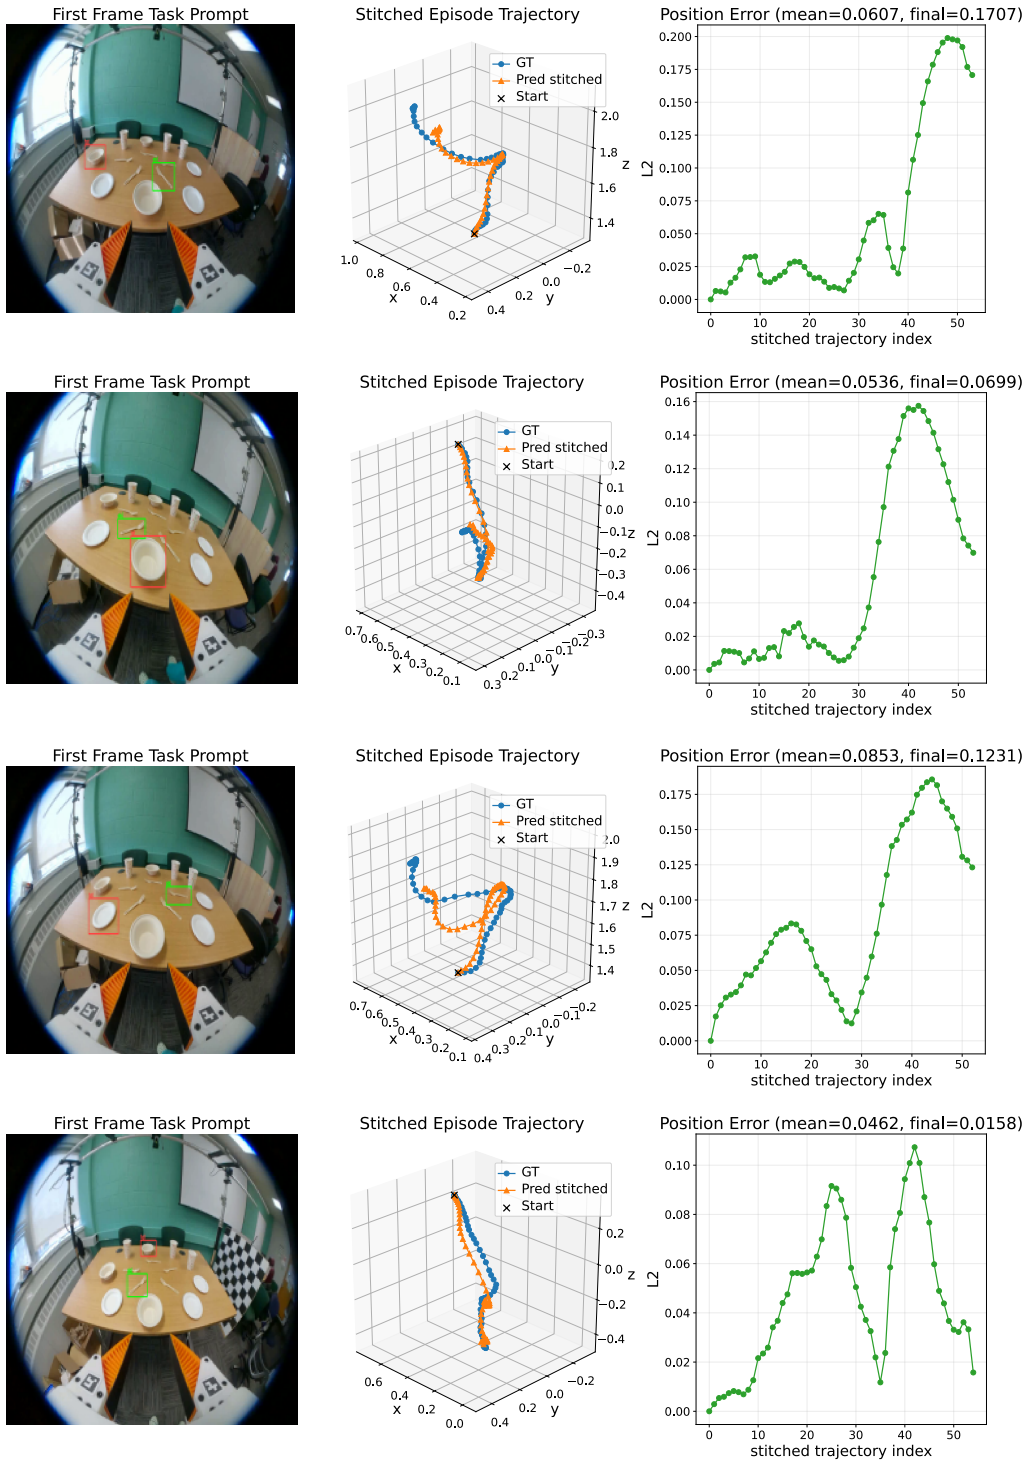 First Frame Task Prompt
Stitched Episode Trajectory
GT
Pred stitched
Start
2.0
1.8
1.6
1.4
z
1.0
0.8
0.6
0.4
0.2
x
0.4
0.2
0.0
−0.2
y
Position Error (mean=0.0607, final=0.1707)
0.200
0.175
0.150
0.125
0.100
0.075
0.050
0.025
0.000
L2
0 10 20 30 40 50
stitched trajectory index
First Frame Task Prompt
Stitched Episode Trajectory
GT
Pred stitched
Start
0.2
0.1
0.0
−0.1
−0.2
−0.3
−0.4
z
0.7
0.6
0.5
0.4
0.3
0.2
0.1
x
0.3
0.2
0.1
0.0
−0.1
−0.2
−0.3
y
Position Error (mean=0.0536, final=0.0699)
0.16
0.14
0.12
0.10
0.08
0.06
0.04
0.02
0.00
L2
0 10 20 30 40 50
stitched trajectory index
First Frame Task Prompt
Stitched Episode Trajectory
GT
Pred stitched
Start
2.0
1.9
1.8
1.7
1.6
1.5
1.4
z
0.7
0.6
0.5
0.4
0.3
0.2
0.1
x
0.4
0.3
0.2
0.1
0.0
−0.1
−0.2
y
Position Error (mean=0.0853, final=0.1231)
0.175
0.150
0.125
0.100
0.075
0.050
0.025
0.000
L2
0 10 20 30 40 50
stitched trajectory index
First Frame Task Prompt
Stitched Episode Trajectory
GT
Pred stitched
Start
0.2
0.0
−0.2
−0.4
z
0.6
0.4
0.2
0.0
x
0.4
0.2
0.0
−0.2
y
Position Error (mean=0.0462, final=0.0158)
0.10
0.08
0.06
0.04
0.02
0.00
L2
0 10 20 30 40 50
stitched trajectory index